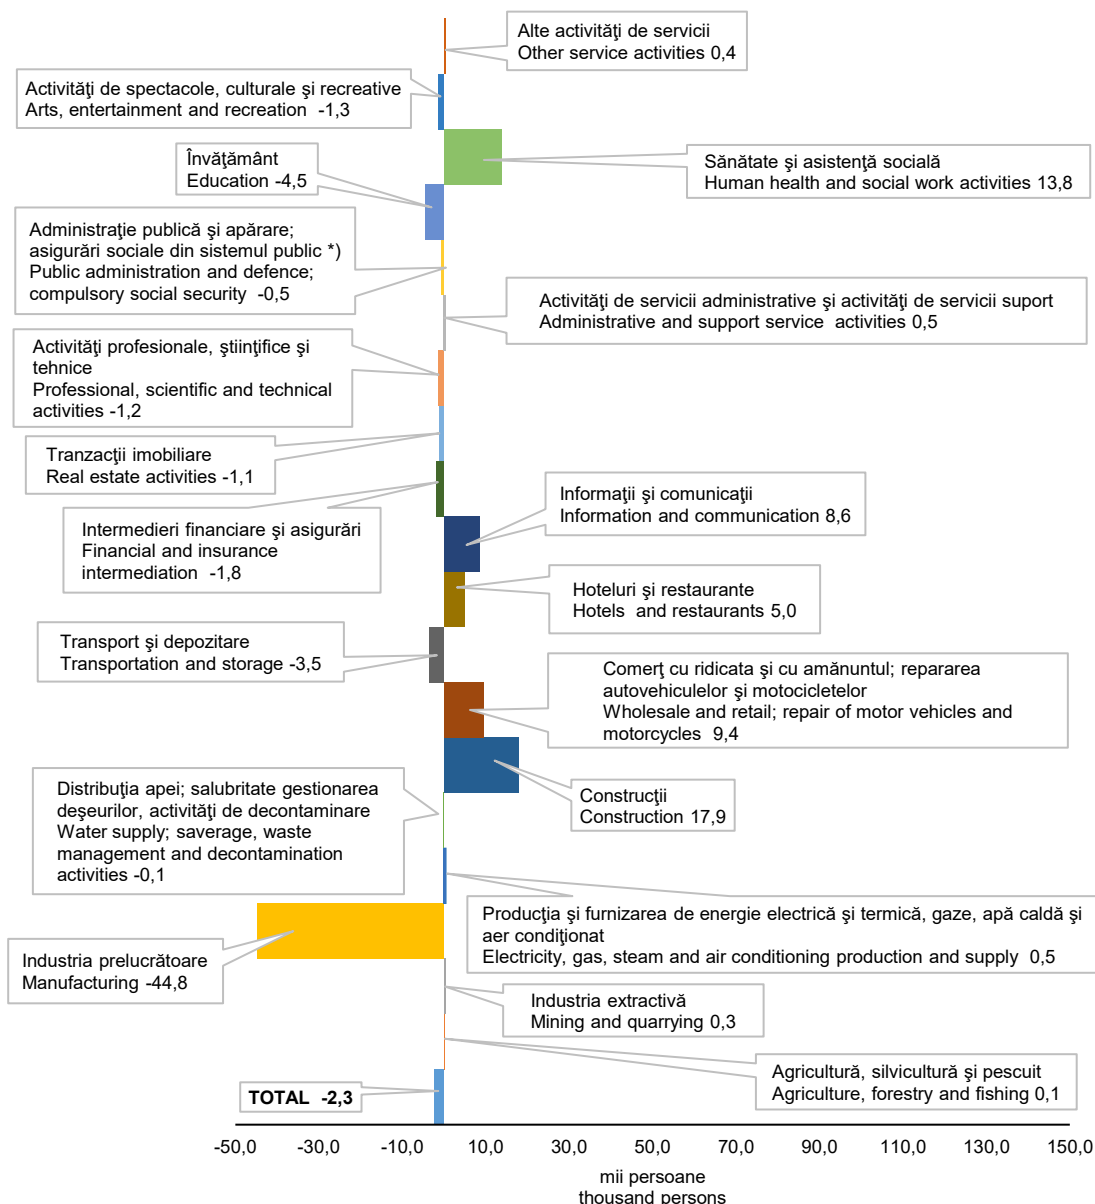 Alte activităţi de servicii
Other service activities 0,4
Activităţi de spectacole, culturale şi recreative
Arts, entertainment and recreation -1,3
Învăţământ
Education -4,5
Sănătate şi asistenţă socială
Human health and social work activities 13,8
Administraţie publică şi apărare;
asigurări sociale din sistemul public *)
Public administration and defence;
compulsory social security -0,5
Activităţi de servicii administrative şi activităţi de servicii suport
Administrative and support service activities 0,5
Activităţi profesionale, ştiinţifice şi
tehnice
Professional, scientific and technical
activities -1,2
Tranzacţii imobiliare
Real estate activities -1,1
Informaţii şi comunicaţii
Information and communication 8,6
Intermedieri financiare şi asigurări
Financial and insurance
intermediation -1,8
Hoteluri şi restaurante
Hotels and restaurants 5,0
Transport şi depozitare
Transportation and storage -3,5
Comerţ cu ridicata şi cu amănuntul; repararea
autovehiculelor şi motocicletelor
Wholesale and retail; repair of motor vehicles and
motorcycles 9,4
Distribuţia apei; salubritate gestionarea
deşeurilor, activităţi de decontaminare
Water supply; saverage, waste
management and decontamination
activities -0,1
Construcţii
Construction 17,9
Producţia şi furnizarea de energie electrică şi termică, gaze, apă caldă şi
aer condiţionat
Electricity, gas, steam and air conditioning production and supply 0,5
Industria prelucrătoare
Manufacturing -44,8
Industria extractivă
Mining and quarrying 0,3
Agricultură, silvicultură şi pescuit
Agriculture, forestry and fishing 0,1
TOTAL -2,3
-50,0 -30,0 -10,0 10,0 30,0 50,0 70,0 90,0 110,0 130,0 150,0
mii persoane
thousand persons